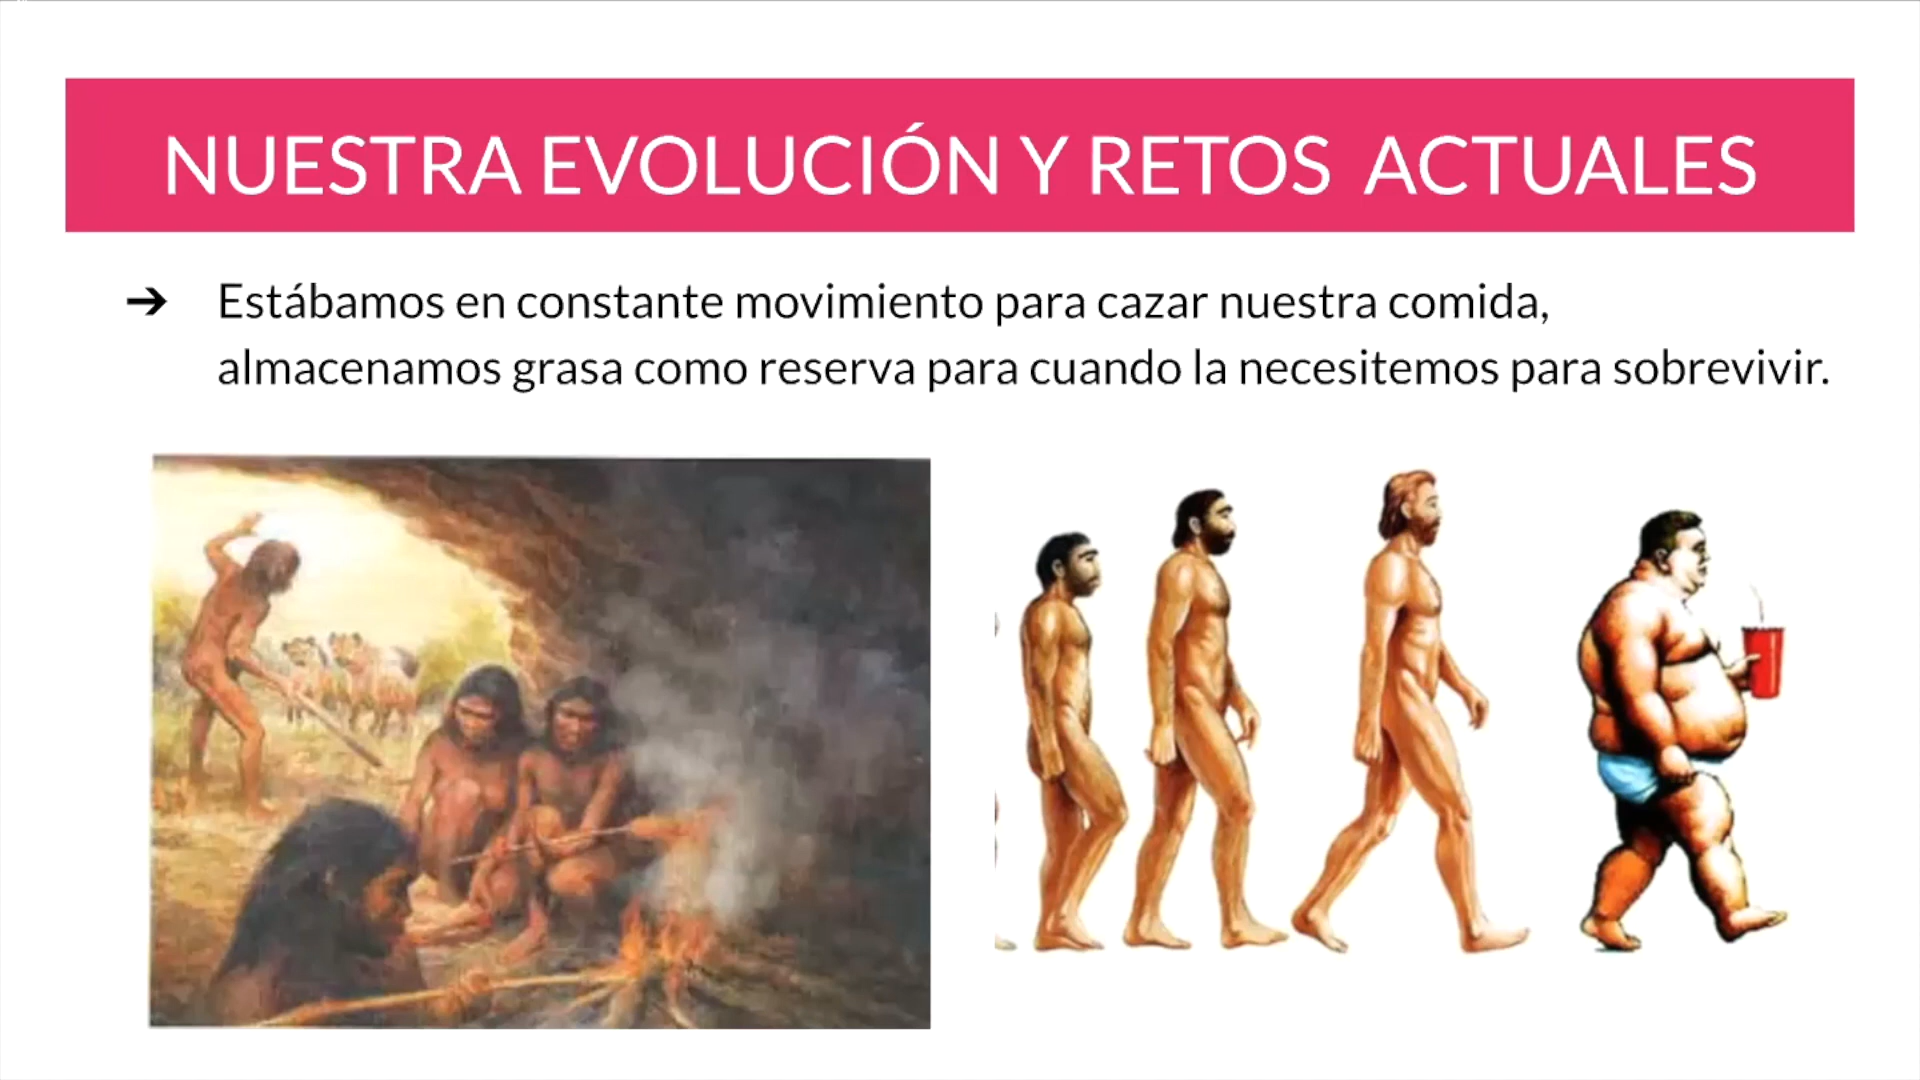 NUESTRA EVOLUCIÓN Y RETOS ACTUALES
➔ Estábamos en constante movimiento para cazar nuestra comida,
almacenamos grasa como reserva para cuando la necesitemos para sobrevivir.